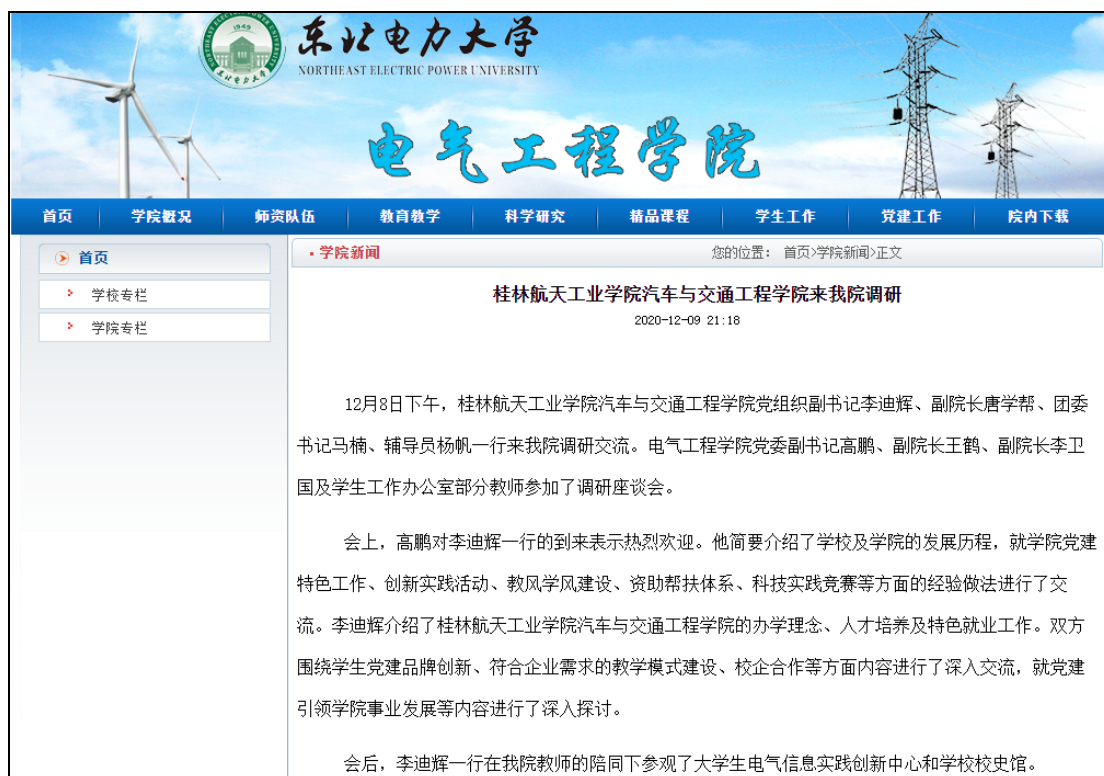 1949
NORTHEAST ELECTRIC POWER UNIVERSITY
东北电力大学
东北电力大学
NORTHEAST ELECTRIC POWER UNIVERSITY
电气工程学院
首页 学院概况 师资队伍 教育教学 科学研究 精品课程 学生工作 党建工作 院内下载
首页
学校专栏
学院专栏
· 学院新闻 您的位置： 首页>学院新闻>正文
桂林航天工业学院汽车与交通工程学院来我院调研
2020-12-09 21:18
12月8日下午，桂林航天工业学院汽车与交通工程学院党组织副书记李迪辉、副院长唐学帮、团委
书记马楠、辅导员杨帆一行来我院调研交流。电气工程学院党委副书记高鹏、副院长王鹤、副院长李卫
国及学生工作办公室部分教师参加了调研座谈会。
会上，高鹏对李迪辉一行的到来表示热烈欢迎。他简要介绍了学校及学院的发展历程，就学院党建
特色工作、创新实践活动、教风学风建设、资助帮扶体系、科技实践竞赛等方面的经验做法进行了交
流。李迪辉介绍了桂林航天工业学院汽车与交通工程学院的办学理念、人才培养及特色就业工作。双方
围绕学生党建品牌创新、符合企业需求的教学模式建设、校企合作等方面内容进行了深入交流，就党建
引领学院事业发展等内容进行了深入探讨。
会后，李迪辉一行在我院教师的陪同下参观了大学生电气信息实践创新中心和学校校史馆。